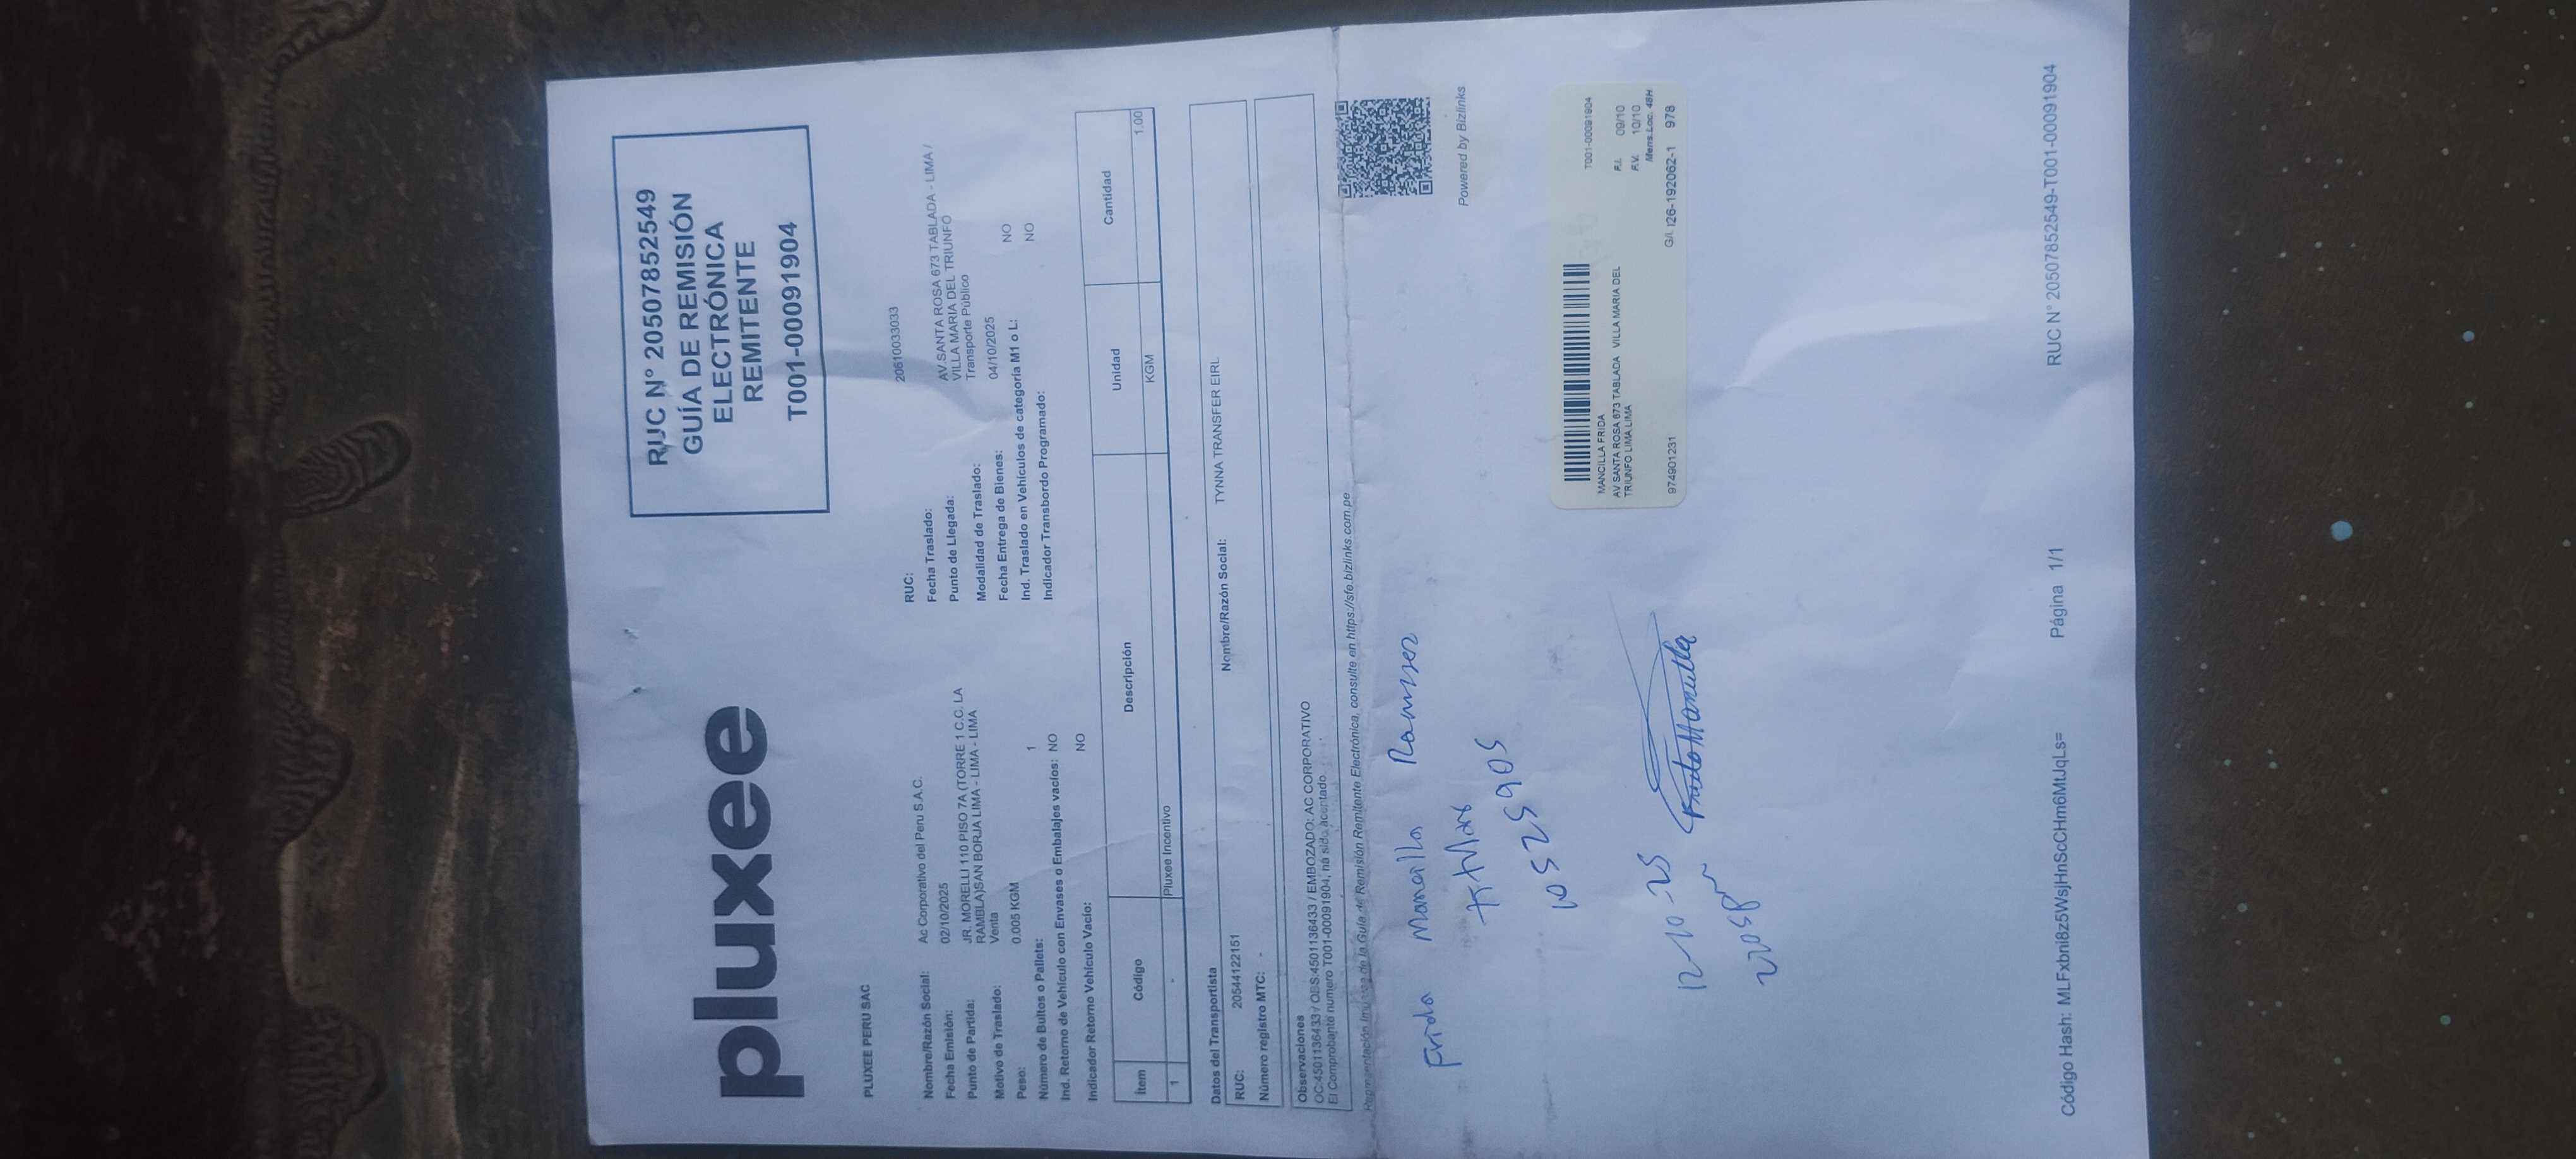 pluxee
RUC N° 20507852549
GUÍA DE REMISIÓN
ELECTRÓNICA
REMITENTE
T001-00091904
PLUXEE PERU SAC
Nombre/Razón Social: Ac Corporativo del Peru S.A.C.
RUC: 20610033033
Fecha Emisión: 02/10/2025
Fecha Traslado:
Punto de Partida: JR. MORELLI 110 PISO 7A (TORRE 1 C.C. LA
RAMBLA)SAN BORJA LIMA - LIMA - LIMA
Punto de Llegada: AV SANTA ROSA 673 TABLADA - LIMA /
VILLA MARIA DEL TRIUNFO
Motivo de Traslado: Venta
Modalidad de Traslado: Transporte Público
Peso: 0.005 KGM
Fecha Entrega de Bienes: 04/10/2025
Número de Bultos o Pallets: 1
Ind. Traslado en Vehículos de categoría M1 o L: NO
Ind. Retorno de Vehículo con Envases o Embalajes vacíos: NO
Indicador Transbordo Programado: NO
Indicador Retorno Vehículo Vacío: NO
Ítem Código Descripción Unidad Cantidad
1 - Pluxee Incentivo KGM 1.00
Datos del Transportista
RUC: 20544122151 Nombre/Razón Social: TYNNA TRANSFER EIRL
Número registro MTC: -
Observaciones
OC:4501136433 / OBS:4501136433 / EMBOZADO: AC CORPORATIVO
El Comprobante numero T001-00091904, ha sido aceptado.
Representación Impresa de la Guía de Remisión Remitente Electrónica, consulte en https://sfe.bizlinks.com.pe
Powered by Bizlinks
Frida Mancilla Ramirez
titular
10525905
12-10-25
Frida Mancilla
T001-00091904
MANCILLA FRIDA
AV SANTA ROSA 673 TABLADA VILLA MARIA DEL
TRIUNFO LIMA LIMA
F.I. 09/10
F.V. 10/10
Mens.Loc. 48H
974901231 G/I. I26-192062-1 978
Código Hash: MLFxbni8z5WsjHnScCHm6MtJqLs= Página 1/1 RUC N° 20507852549-T001-00091904